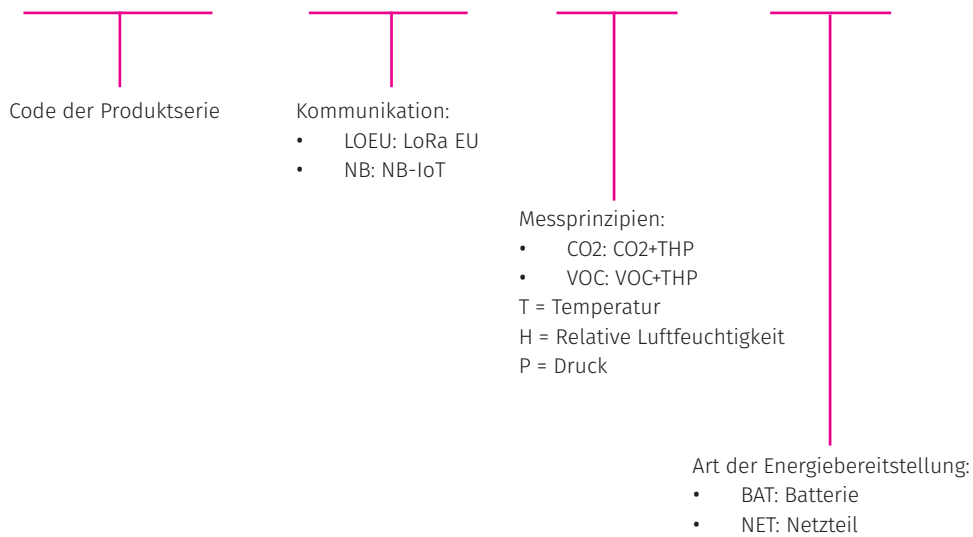 Code der Produktserie
Kommunikation:
• LOEU: LoRa EU
• NB: NB-IoT
Messprinzipien:
• CO2: CO2+THP
• VOC: VOC+THP
T = Temperatur
H = Relative Luftfeuchtigkeit
P = Druck
Art der Energiebereitstellung:
• BAT: Batterie
• NET: Netzteil